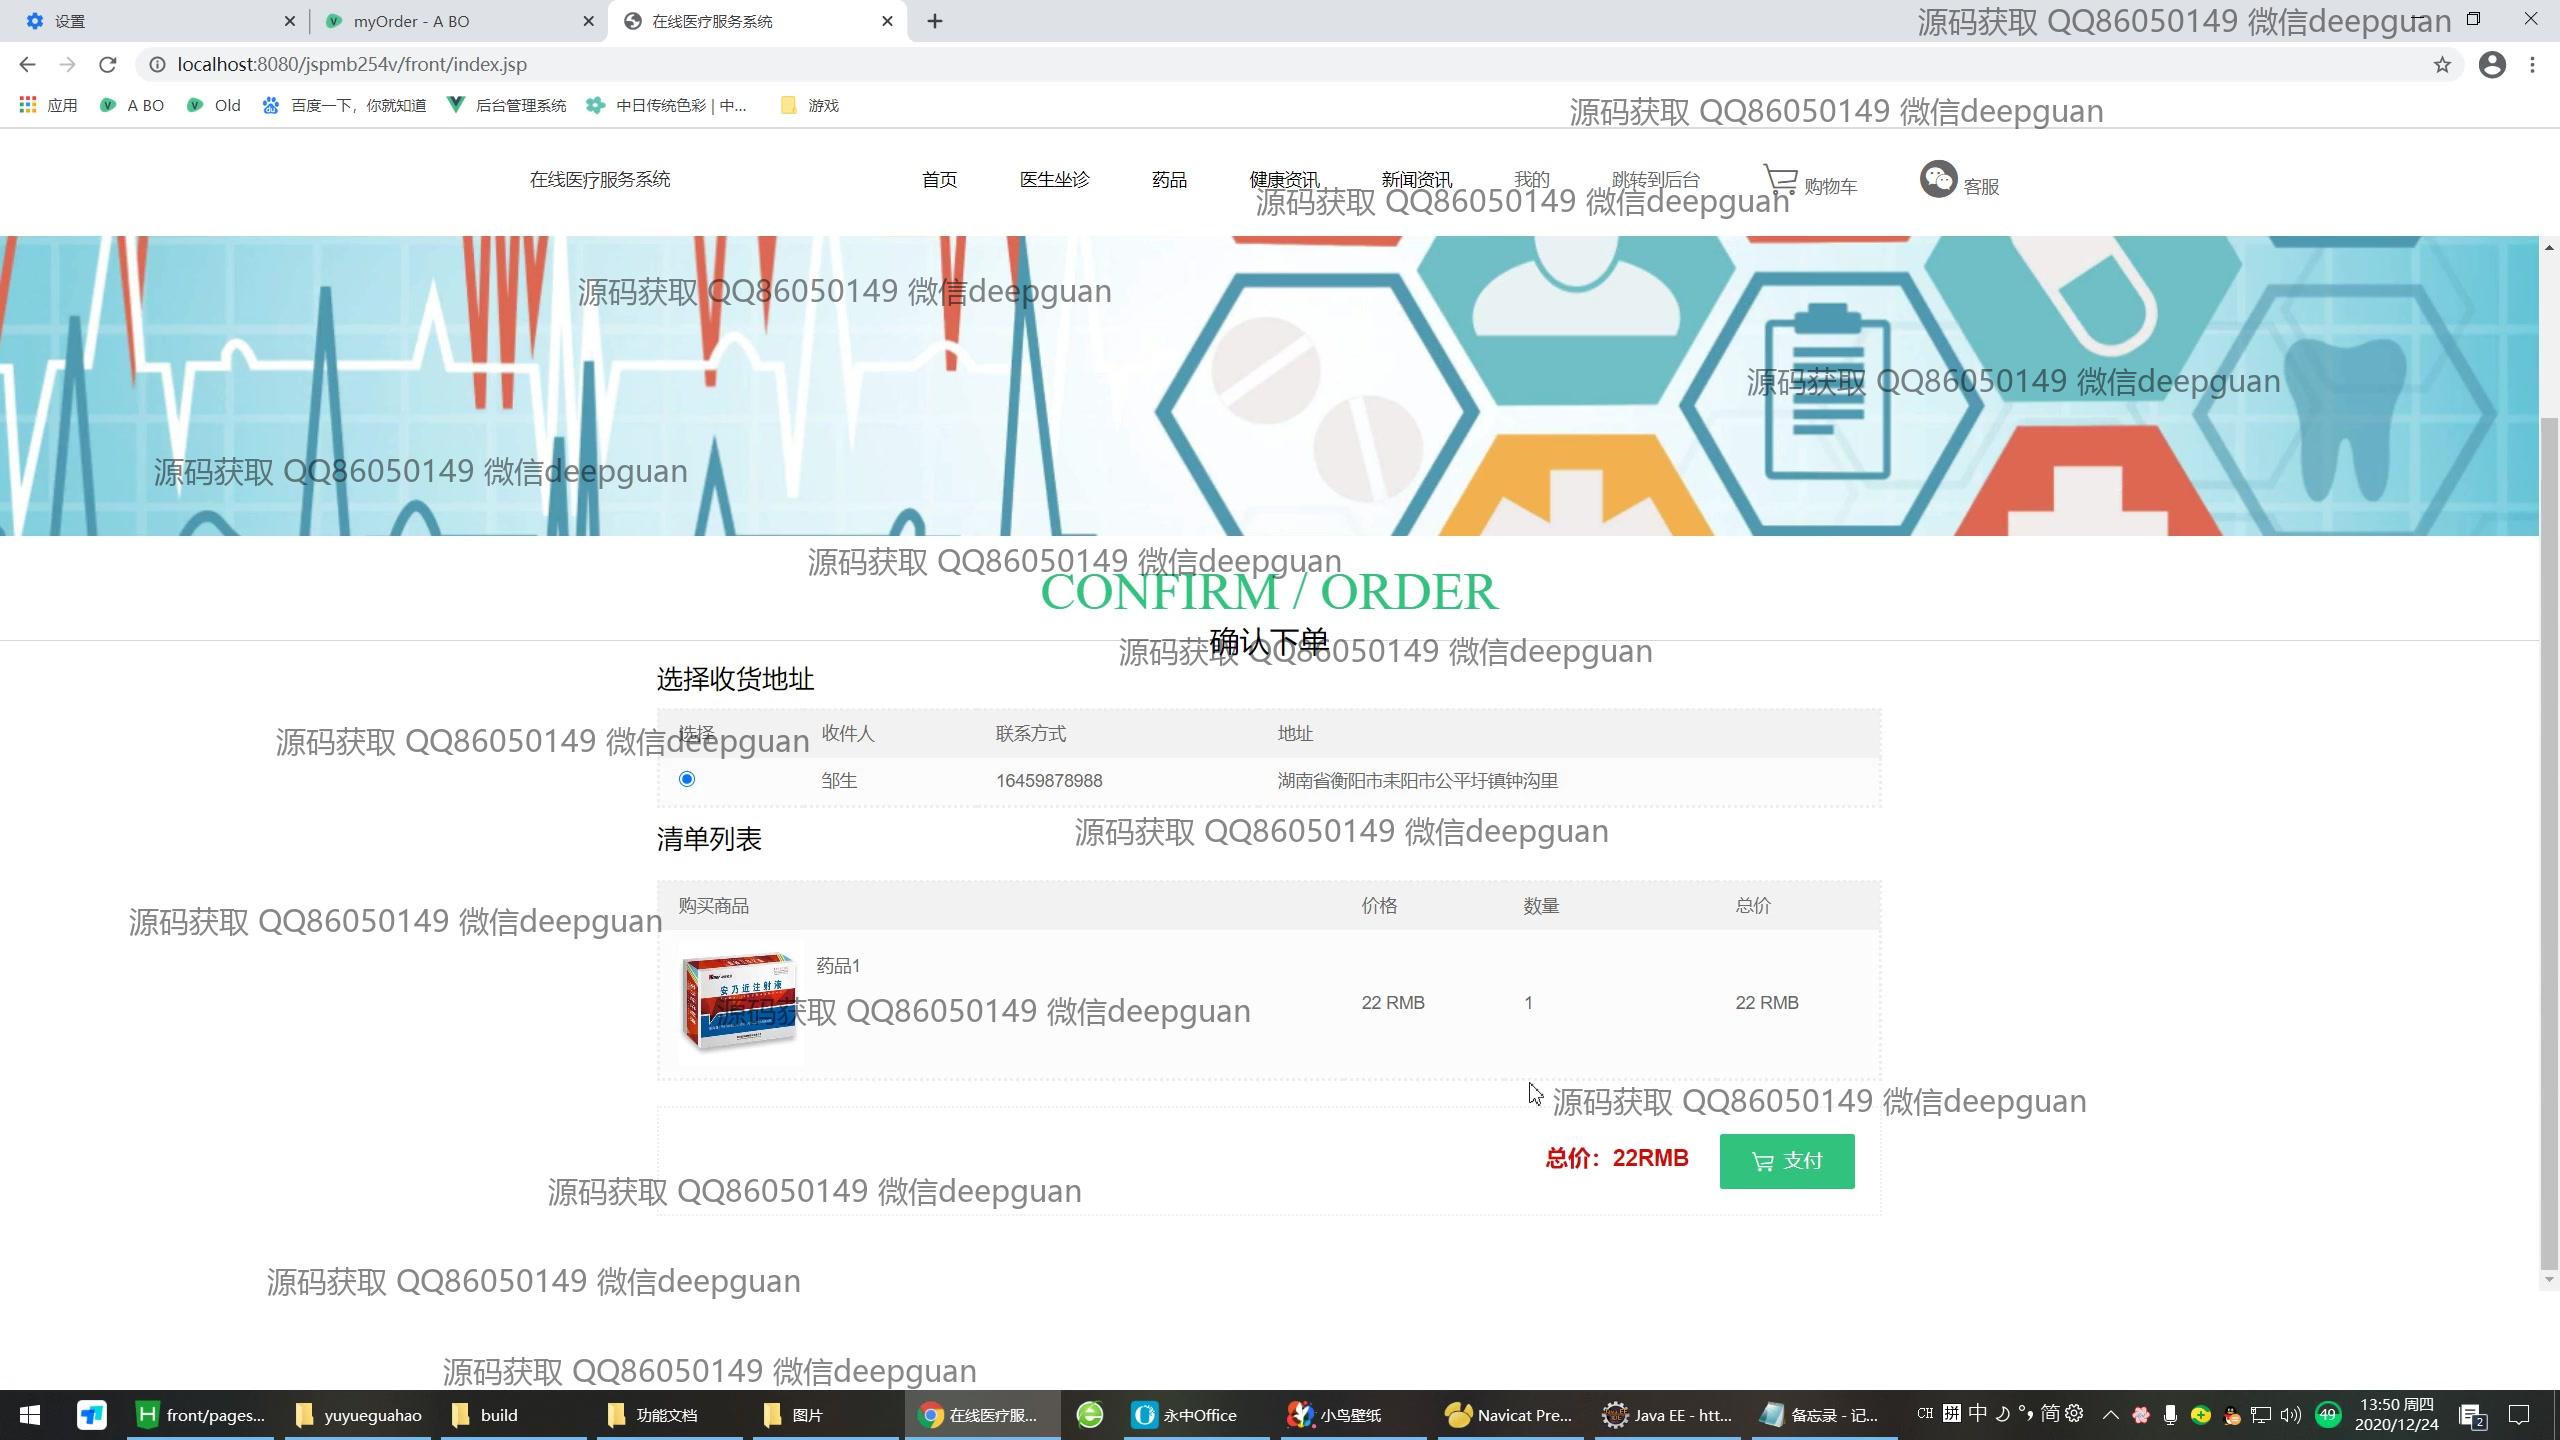 设置
myOrder - A BO
在线医疗服务系统
源码获取 QQ86050149 微信deepguan
localhost:8080/jspmb254v/front/index.jsp
应用
A BO
Old
百度一下，你就知道
后台管理系统
中日传统色彩 | 中...
游戏
源码获取 QQ86050149 微信deepguan
在线医疗服务系统
首页
医生坐诊
药品
健康资讯
新闻资讯
我的
跳转到后台
购物车
客服
源码获取 QQ86050149 微信deepguan
源码获取 QQ86050149 微信deepguan
源码获取 QQ86050149 微信deepguan
源码获取 QQ86050149 微信deepguan
源码获取 QQ86050149 微信deepguan
CONFIRM / ORDER
确认下单
源码获取 QQ86050149 微信deepguan
选择收货地址
选择 收件人 联系方式 地址
源码获取 QQ86050149 微信deepguan
邹生 16459878988 湖南省衡阳市耒阳市公平圩镇钟沟里
清单列表
源码获取 QQ86050149 微信deepguan
购买商品 价格 数量 总价
源码获取 QQ86050149 微信deepguan
药品1
安乃近注射液
22 RMB 1 22 RMB
源码获取 QQ86050149 微信deepguan
源码获取 QQ86050149 微信deepguan
总价：22RMB
支付
源码获取 QQ86050149 微信deepguan
源码获取 QQ86050149 微信deepguan
源码获取 QQ86050149 微信deepguan
front/pages...
yuyueguahao
build
功能文档
图片
在线医疗服...
永中Office
小鸟壁纸
Navicat Pre...
Java EE - htt...
备忘录 - 记...
CH 拼 中 简
49
13:50 周四
2020/12/24
2